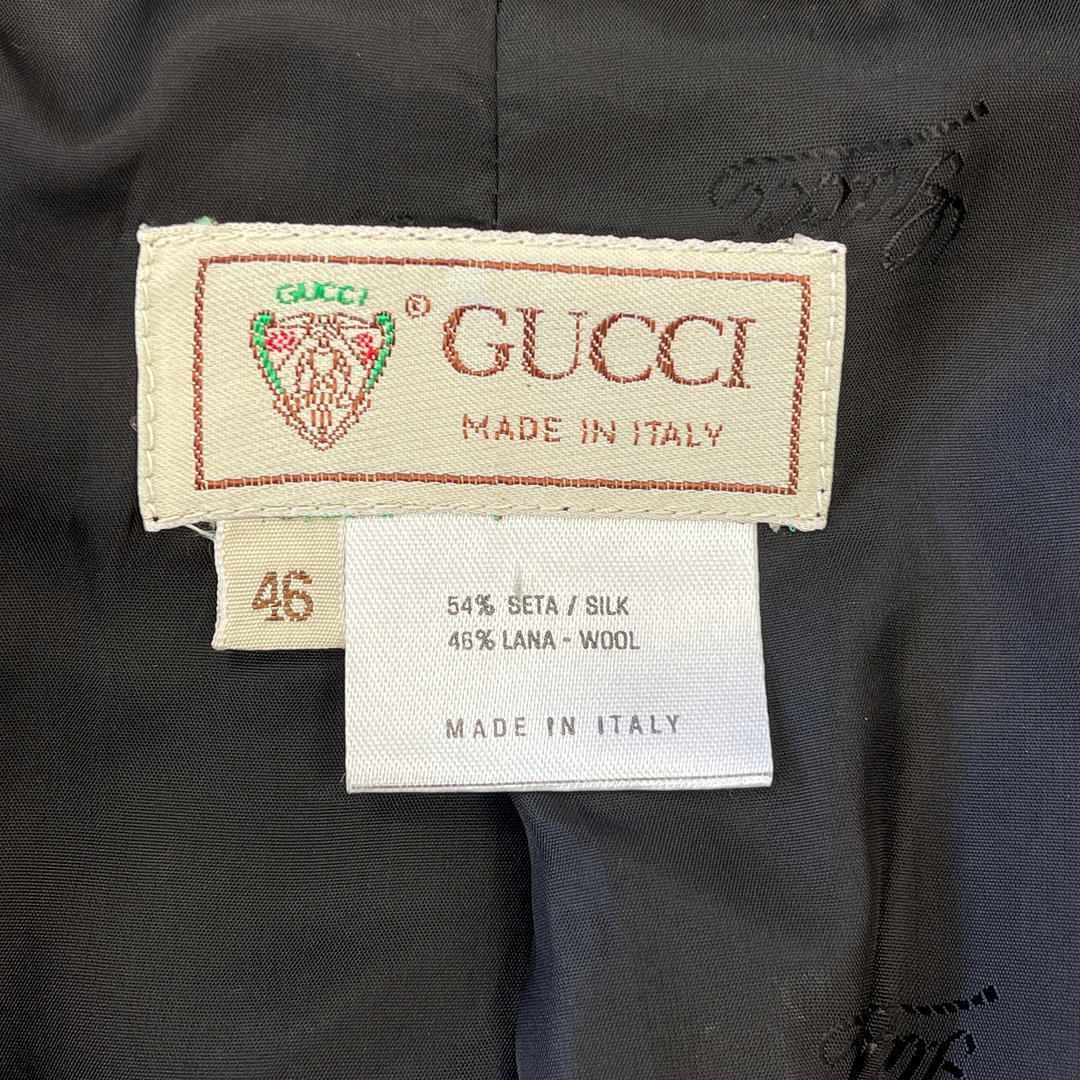 GUCCI
® GUCCI
MADE IN ITALY
46
54% SETA / SILK
46% LANA - WOOL
MADE IN ITALY